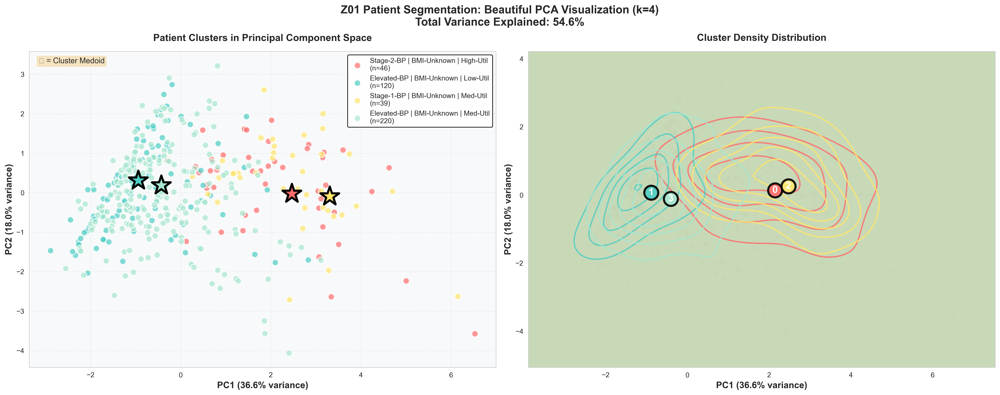 Z01 Patient Segmentation: Beautiful PCA Visualization (k=4)
Total Variance Explained: 54.6%
Patient Clusters in Principal Component Space
▯ = Cluster Medoid
Stage-2-BP | BMI-Unknown | High-Util
(n=46)
Elevated-BP | BMI-Unknown | Low-Util
(n=120)
Stage-1-BP | BMI-Unknown | Med-Util
(n=39)
Elevated-BP | BMI-Unknown | Med-Util
(n=220)
3
2
1
0
−1
−2
−3
−4
PC2 (18.0% variance)
−2
0
2
4
6
PC1 (36.6% variance)
Cluster Density Distribution
4
2
0
−2
−4
PC2 (18.0% variance)
1
3
0
2
−2
0
2
4
6
PC1 (36.6% variance)